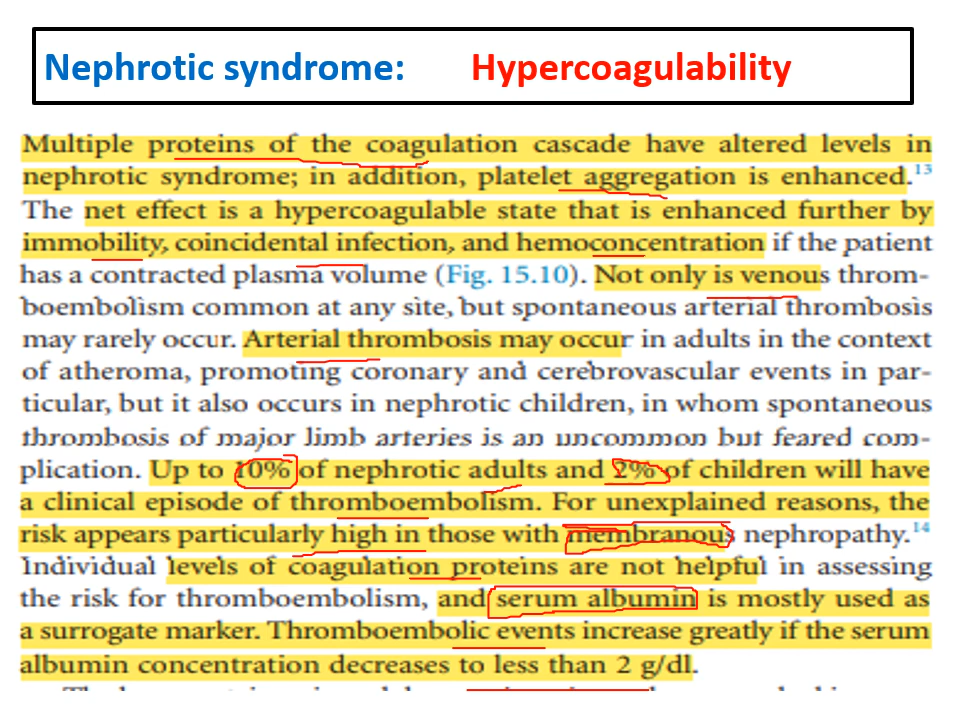 Nephrotic syndrome: Hypercoagulability
Multiple proteins of the coagulation cascade have altered levels in
nephrotic syndrome; in addition, platelet aggregation is enhanced.13
The net effect is a hypercoagulable state that is enhanced further by
immobility, coincidental infection, and hemoconcentration if the patient
has a contracted plasma volume (Fig. 15.10). Not only is venous throm-
boembolism common at any site, but spontaneous arterial thrombosis
may rarely occur. Arterial thrombosis may occur in adults in the context
of atheroma, promoting coronary and cerebrovascular events in par-
ticular, but it also occurs in nephrotic children, in whom spontaneous
thrombosis of major limb arteries is an uncommon but feared com-
plication. Up to 10% of nephrotic adults and 2% of children will have
a clinical episode of thromboembolism. For unexplained reasons, the
risk appears particularly high in those with membranous nephropathy.14
Individual levels of coagulation proteins are not helpful in assessing
the risk for thromboembolism, and serum albumin is mostly used as
a surrogate marker. Thromboembolic events increase greatly if the serum
albumin concentration decreases to less than 2 g/dl.